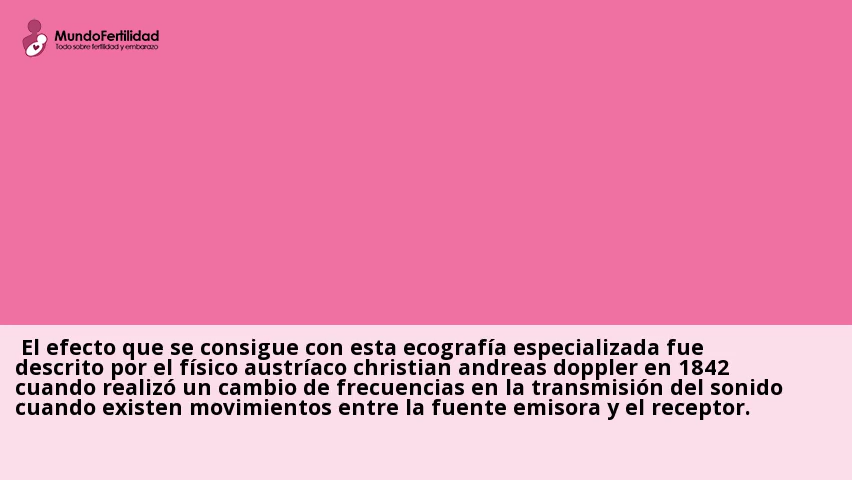 MundoFertilidad
Todo sobre fertilidad y embarazo
El efecto que se consigue con esta ecografía especializada fue
descrito por el físico austríaco christian andreas doppler en 1842
cuando realizó un cambio de frecuencias en la transmisión del sonido
cuando existen movimientos entre la fuente emisora y el receptor.